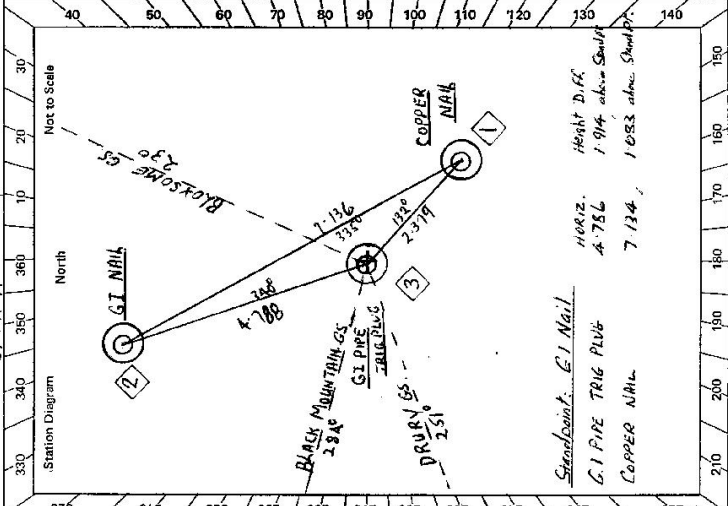 40 50 60 70 80 90 100 110 120 130 140
30
20
10
360
350
340
330
150
160
170
180
190
200
210
Station Diagram
North
Not to Scale
BLOXSOME GS
23°
GI NAIL
2
COPPER
NAIL
1
7.136
335°
348°
4.788
132°
2.379
3
GI PIPE
TRIG PLUG
BLACK MOUNTAIN GS
284°
DRURY GS.
251°
Standpoint: GI Nail
HORIZ. Height Diff.
G.I PIPE TRIG PLUG 4.786 1.914 above Standpt
COPPER NAIL 7.134, 1.083 above Standpt.